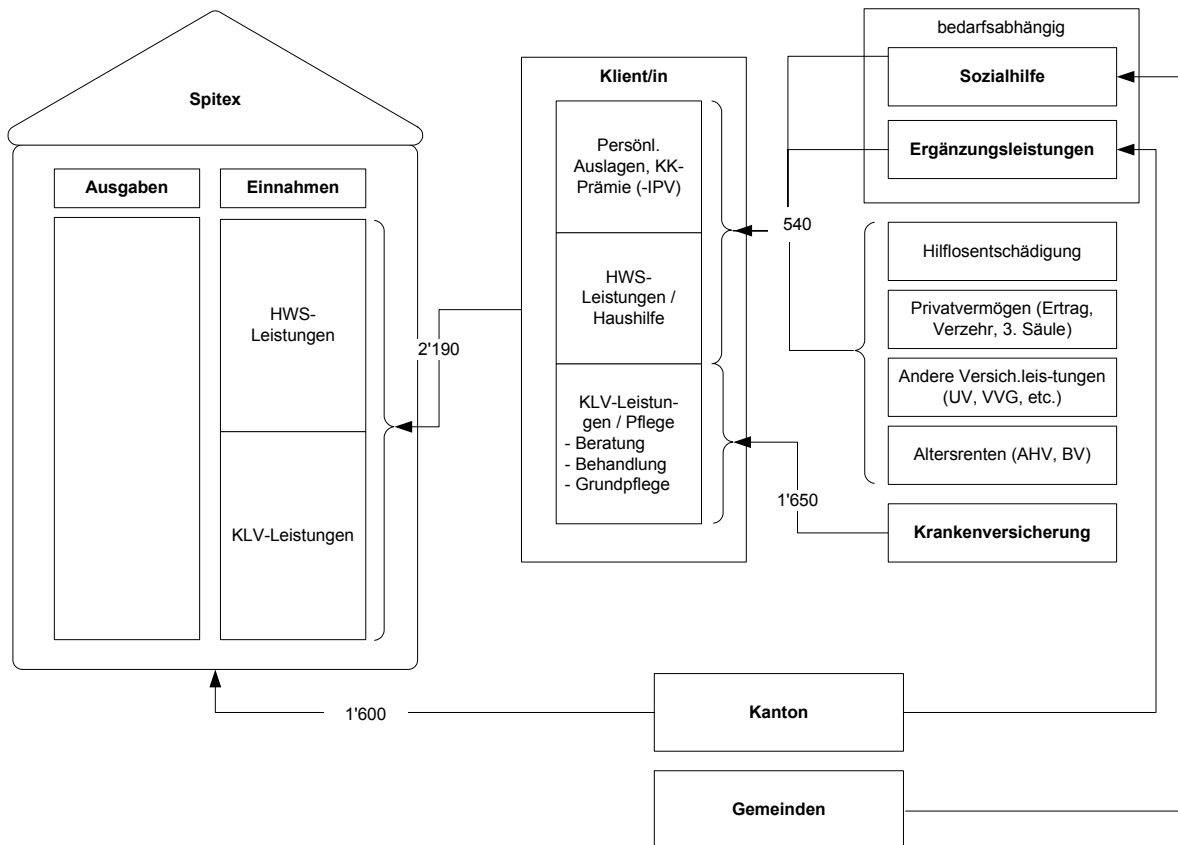 Spitex
Ausgaben
Einnahmen
HWS-
Leistungen
KLV-Leistungen
2'190
Klient/in
Persönl.
Auslagen, KK-
Prämie (-IPV)
HWS-
Leistungen /
Haushilfe
KLV-Leistun-
gen / Pflege
- Beratung
- Behandlung
- Grundpflege
540
1'650
bedarfsabhängig
Sozialhilfe
Ergänzungsleistungen
Hilflosentschädigung
Privatvermögen (Ertrag,
Verzehr, 3. Säule)
Andere Versich.leis-tungen
(UV, VVG, etc.)
Altersrenten (AHV, BV)
Krankenversicherung
1'600
Kanton
Gemeinden